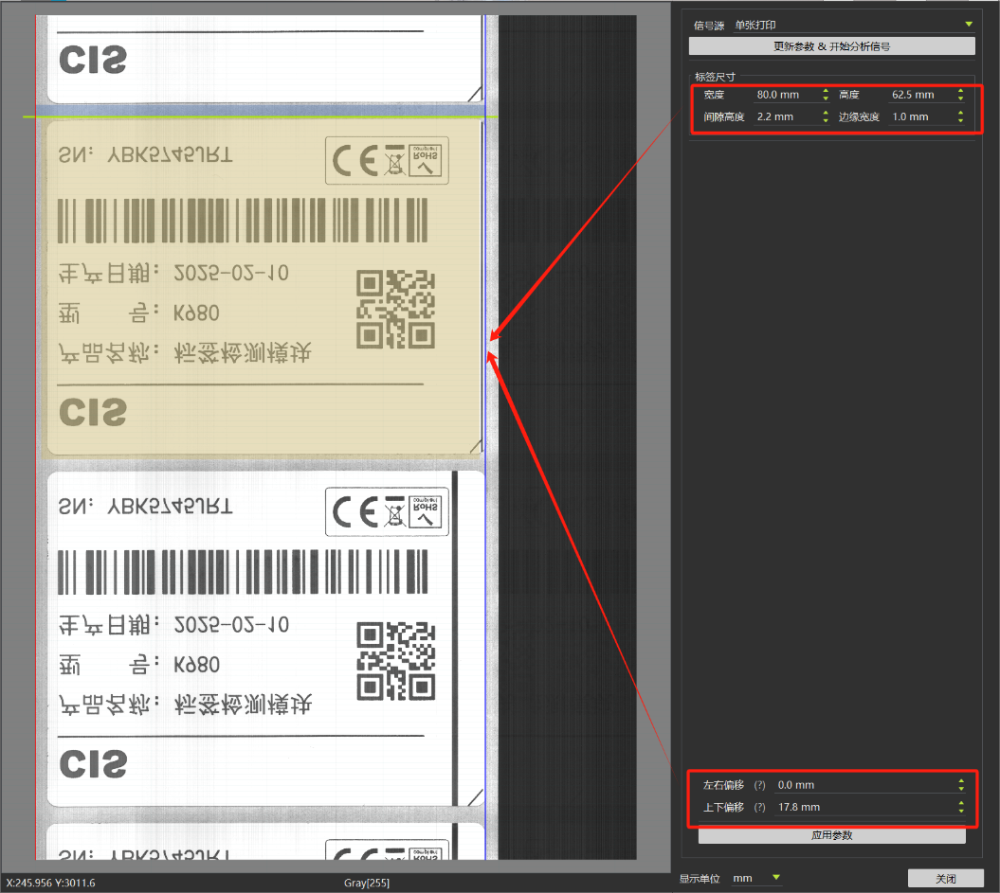 CIS
SN: YBK5745JRT
CE
compliant
RoHS
生产日期: 2025-02-10
型 号: K980
产品名称: 标签检测模块
CIS
SN: YBK5745JRT
CE
compliant
RoHS
生产日期: 2025-02-10
型 号: K980
产品名称: 标签检测模块
CIS
SN: YBK5745JRT
CE
compliant
RoHS
信号源 单张打印
更新参数 & 开始分析信号
标签尺寸
宽度 80.0 mm 高度 62.5 mm
间隙高度 2.2 mm 边缘宽度 1.0 mm
左右偏移 (?) 0.0 mm
上下偏移 (?) 17.8 mm
应用参数
X:245.956 Y:3011.6 Gray[255]
显示单位 mm 关闭